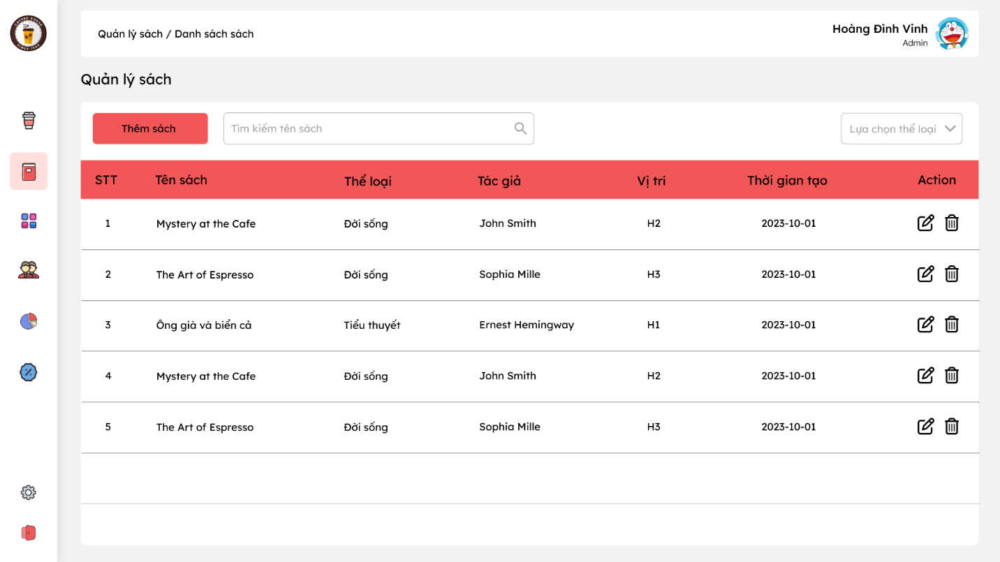 COFFEE HOUSE
SINCE 1989
Quản lý sách / Danh sách sách
Hoàng Đình Vinh
Admin
Quản lý sách
Thêm sách
Tìm kiếm tên sách
Lựa chọn thể loại
STT Tên sách Thể loại Tác giả Vị trí Thời gian tạo Action
1 Mystery at the Cafe Đời sống John Smith H2 2023-10-01
2 The Art of Espresso Đời sống Sophia Mille H3 2023-10-01
3 Ông già và biển cả Tiểu thuyết Ernest Hemingway H1 2023-10-01
4 Mystery at the Cafe Đời sống John Smith H2 2023-10-01
5 The Art of Espresso Đời sống Sophia Mille H3 2023-10-01